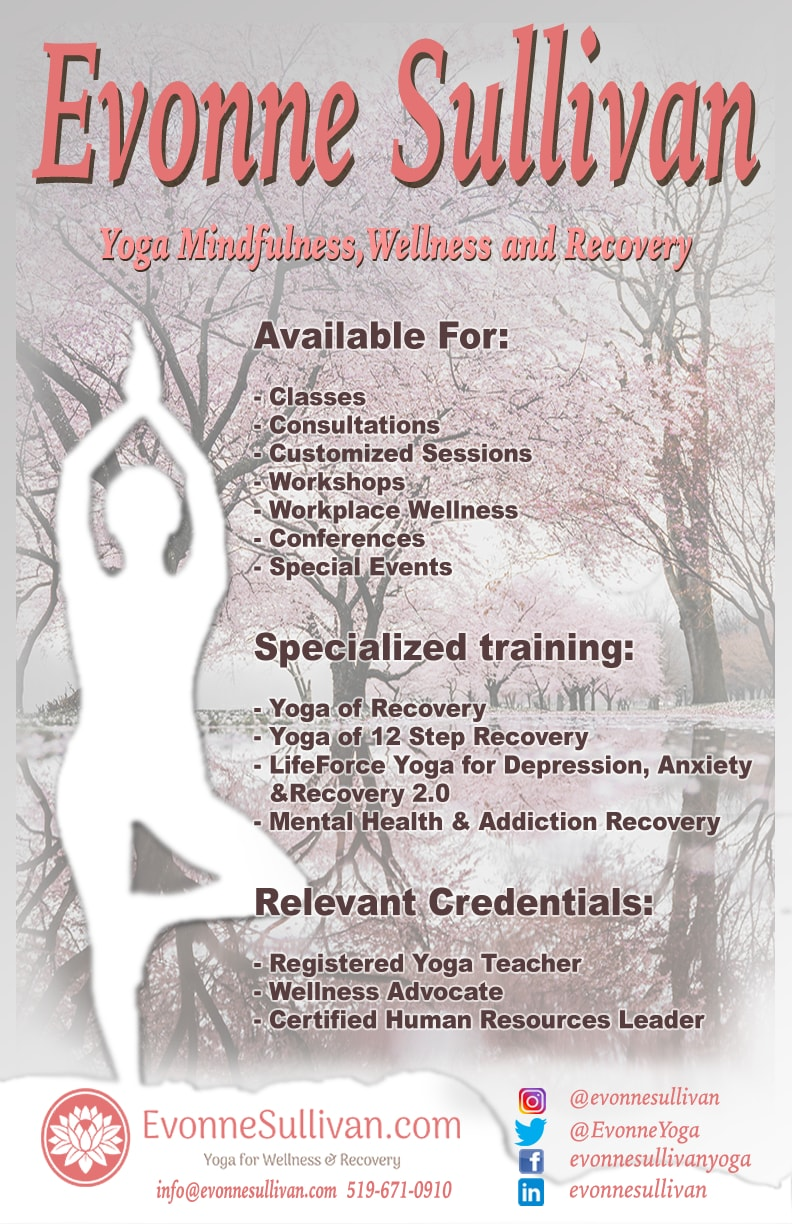 Evonne Sullivan
Yoga Mindfulness,Wellness and Recovery
Available For:
- Classes
- Consultations
- Customized Sessions
- Workshops
- Workplace Wellness
- Conferences
- Special Events
Specialized training:
- Yoga of Recovery
- Yoga of 12 Step Recovery
- LifeForce Yoga for Depression, Anxiety
&Recovery 2.0
- Mental Health & Addiction Recovery
Relevant Credentials:
- Registered Yoga Teacher
- Wellness Advocate
- Certified Human Resources Leader
EvonneSullivan.com
Yoga for Wellness & Recovery
info@evonnesullivan.com 519-671-0910
@evonnesullivan
@EvonneYoga
evonnesullivanyoga
evonnesullivan